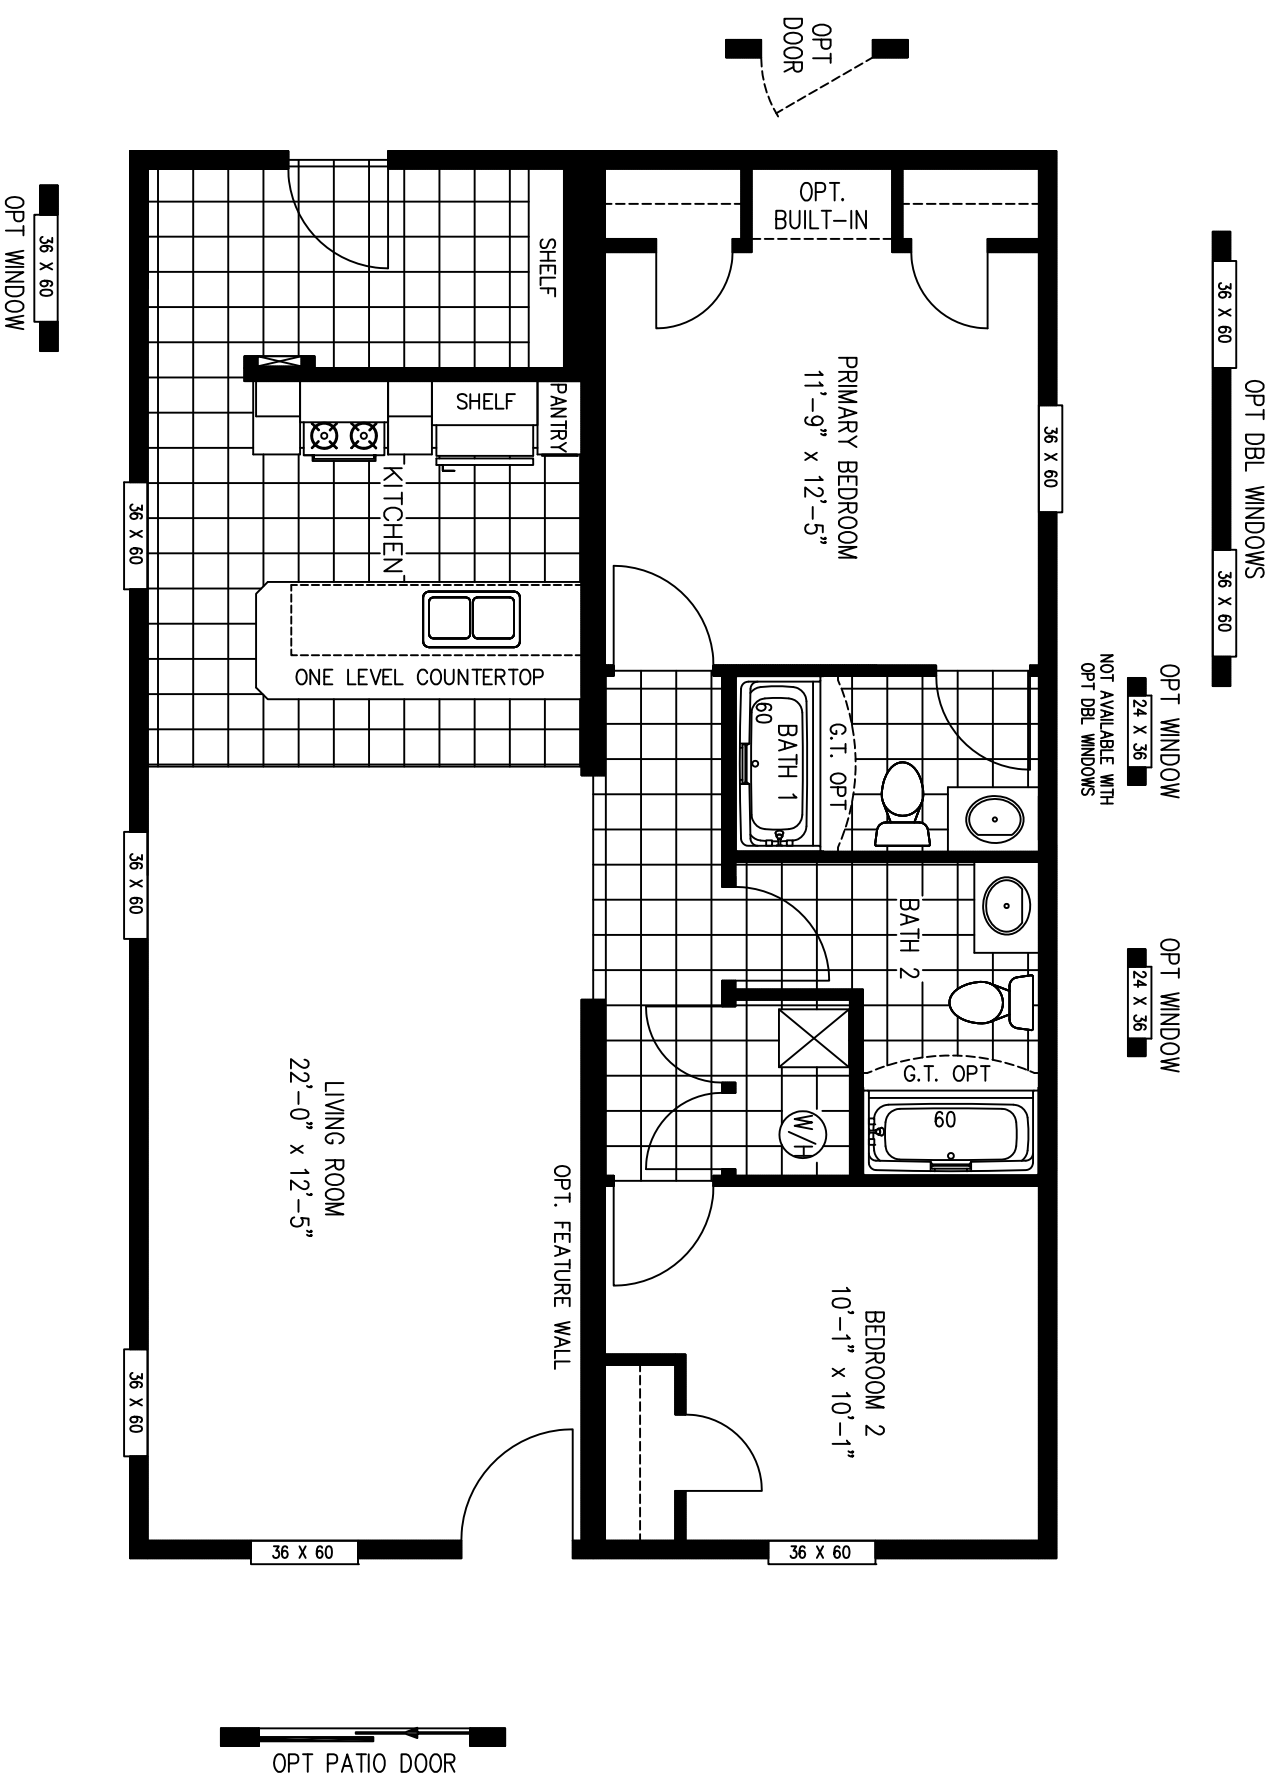 OPT
DOOR
OPT WINDOW
36 X 60
OPT.
BUILT-IN
SHELF
36 X 60
36 X 60
OPT DBL WINDOWS
PRIMARY BEDROOM
11'-9" x 12'-5"
36 X 60
SHELF
PANTRY
KITCHEN
36 X 60
ONE LEVEL COUNTERTOP
OPT WINDOW
24 X 36
NOT AVAILABLE WITH
OPT DBL WINDOWS
60
BATH 1
G.T. OPT
36 X 60
BATH 2
OPT WINDOW
24 X 36
G.T. OPT
60
W/H
LIVING ROOM
22'-0" x 12'-5"
OPT. FEATURE WALL
BEDROOM 2
10'-1" x 10'-1"
36 X 60
36 X 60
36 X 60
OPT PATIO DOOR